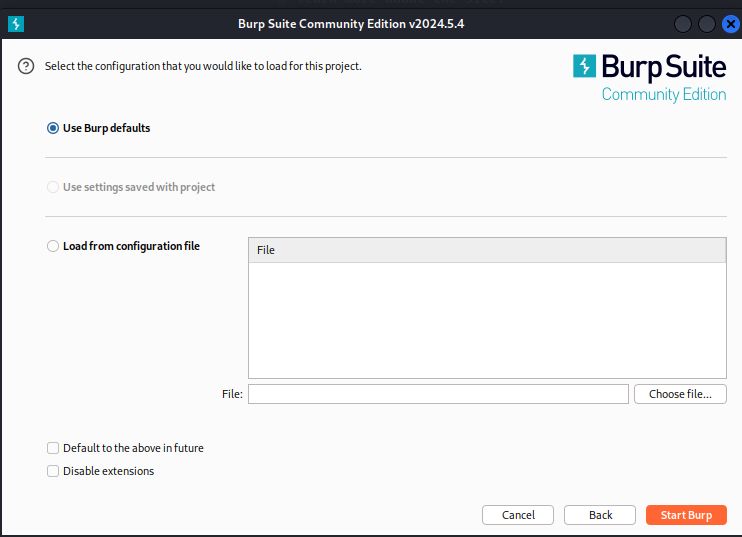 Burp Suite Community Edition v2024.5.4
Select the configuration that you would like to load for this project.
Burp Suite
Community Edition
Use Burp defaults
Use settings saved with project
Load from configuration file
File
File:
Choose file...
Default to the above in future
Disable extensions
Cancel
Back
Start Burp